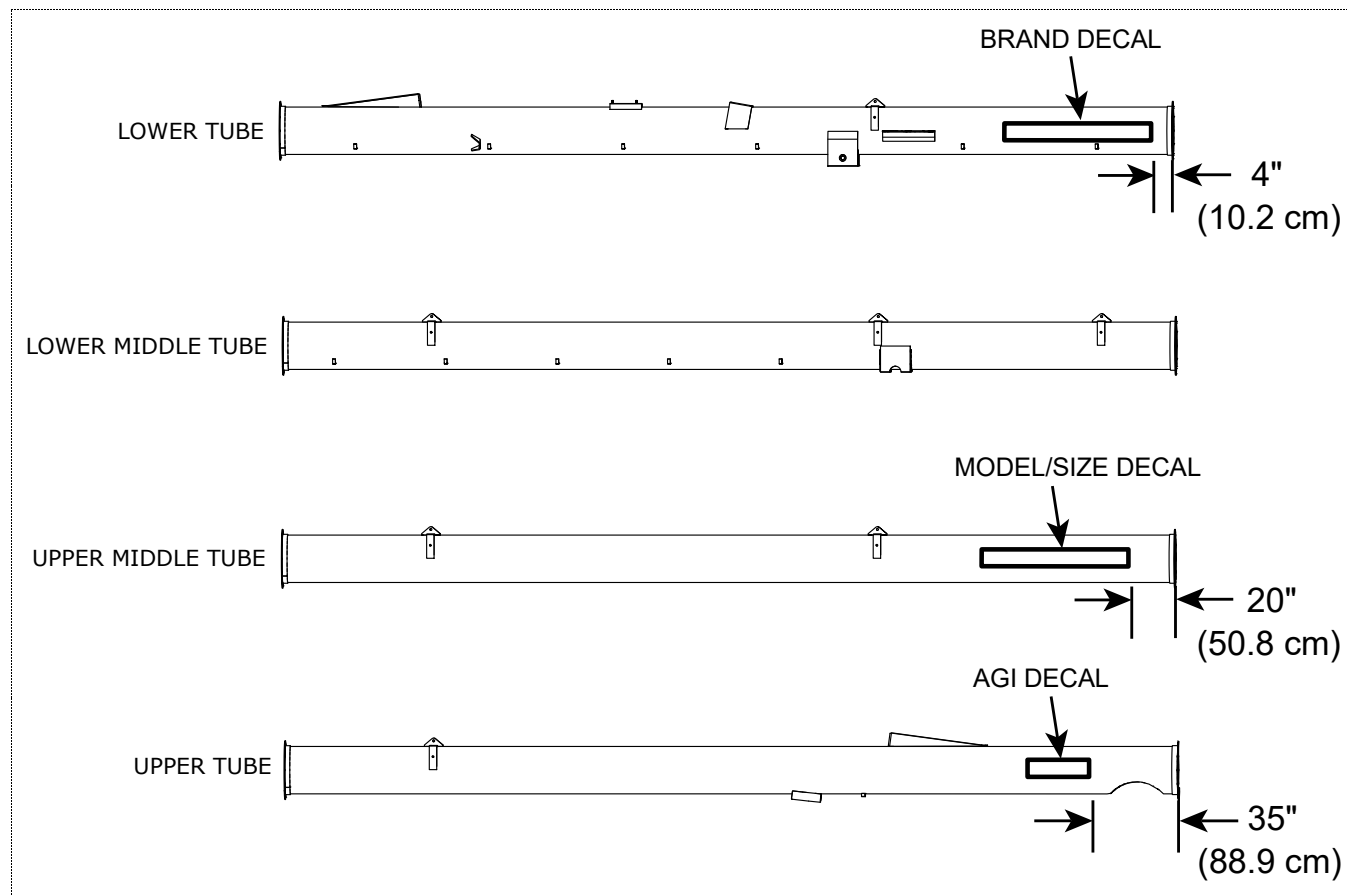 BRAND DECAL
LOWER TUBE
4"
(10.2 cm)
LOWER MIDDLE TUBE
MODEL/SIZE DECAL
UPPER MIDDLE TUBE
20"
(50.8 cm)
AGI DECAL
UPPER TUBE
35"
(88.9 cm)